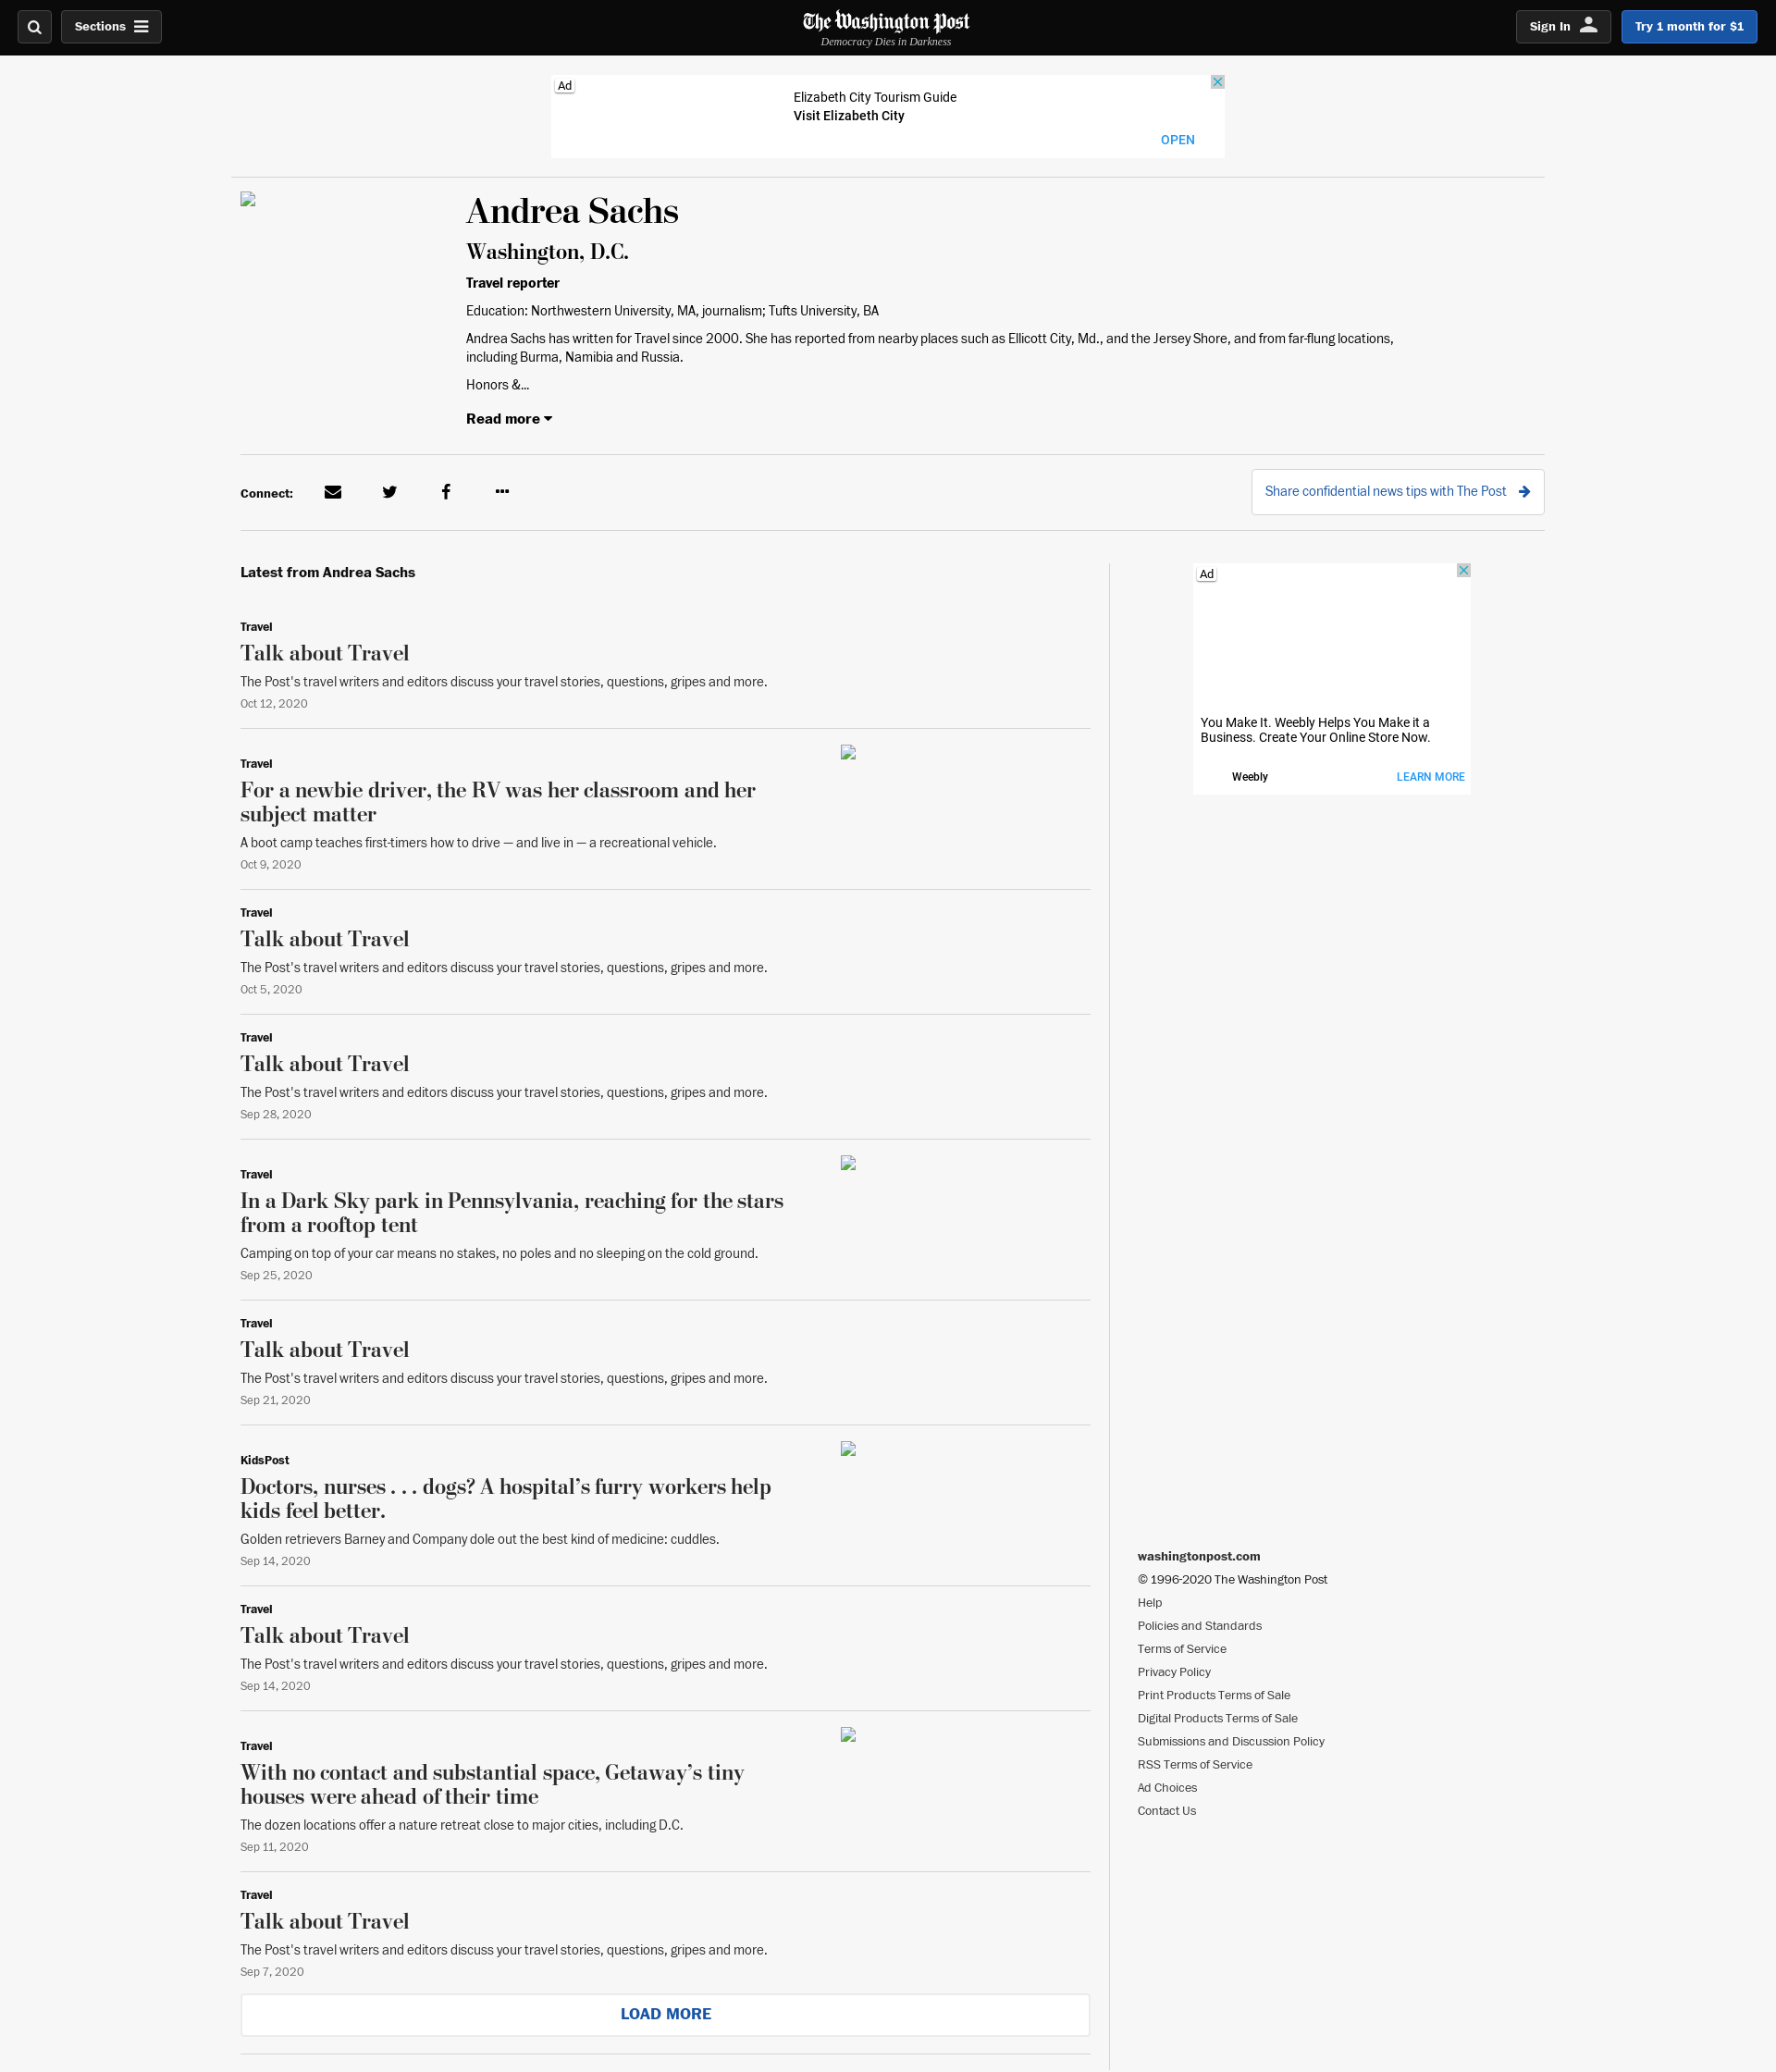 Sections
The Washington Post
Democracy Dies in Darkness
Sign In
Try 1 month for $1
Ad
Elizabeth City Tourism Guide
Visit Elizabeth City
OPEN
Andrea Sachs
Washington, D.C.
Travel reporter
Education: Northwestern University, MA, journalism; Tufts University, BA
Andrea Sachs has written for Travel since 2000. She has reported from nearby places such as Ellicott City, Md., and the Jersey Shore, and from far-flung locations,
including Burma, Namibia and Russia.
Honors &...
Read more
Connect:
Share confidential news tips with The Post
Latest from Andrea Sachs
Travel
Talk about Travel
The Post's travel writers and editors discuss your travel stories, questions, gripes and more.
Oct 12, 2020
Travel
For a newbie driver, the RV was her classroom and her
subject matter
A boot camp teaches first-timers how to drive — and live in — a recreational vehicle.
Oct 9, 2020
Travel
Talk about Travel
The Post's travel writers and editors discuss your travel stories, questions, gripes and more.
Oct 5, 2020
Travel
Talk about Travel
The Post's travel writers and editors discuss your travel stories, questions, gripes and more.
Sep 28, 2020
Travel
In a Dark Sky park in Pennsylvania, reaching for the stars
from a rooftop tent
Camping on top of your car means no stakes, no poles and no sleeping on the cold ground.
Sep 25, 2020
Travel
Talk about Travel
The Post's travel writers and editors discuss your travel stories, questions, gripes and more.
Sep 21, 2020
KidsPost
Doctors, nurses . . . dogs? A hospital’s furry workers help
kids feel better.
Golden retrievers Barney and Company dole out the best kind of medicine: cuddles.
Sep 14, 2020
Travel
Talk about Travel
The Post's travel writers and editors discuss your travel stories, questions, gripes and more.
Sep 14, 2020
Travel
With no contact and substantial space, Getaway’s tiny
houses were ahead of their time
The dozen locations offer a nature retreat close to major cities, including D.C.
Sep 11, 2020
Travel
Talk about Travel
The Post's travel writers and editors discuss your travel stories, questions, gripes and more.
Sep 7, 2020
LOAD MORE
Ad
You Make It. Weebly Helps You Make it a
Business. Create Your Online Store Now.
Weebly
LEARN MORE
washingtonpost.com
© 1996-2020 The Washington Post
Help
Policies and Standards
Terms of Service
Privacy Policy
Print Products Terms of Sale
Digital Products Terms of Sale
Submissions and Discussion Policy
RSS Terms of Service
Ad Choices
Contact Us